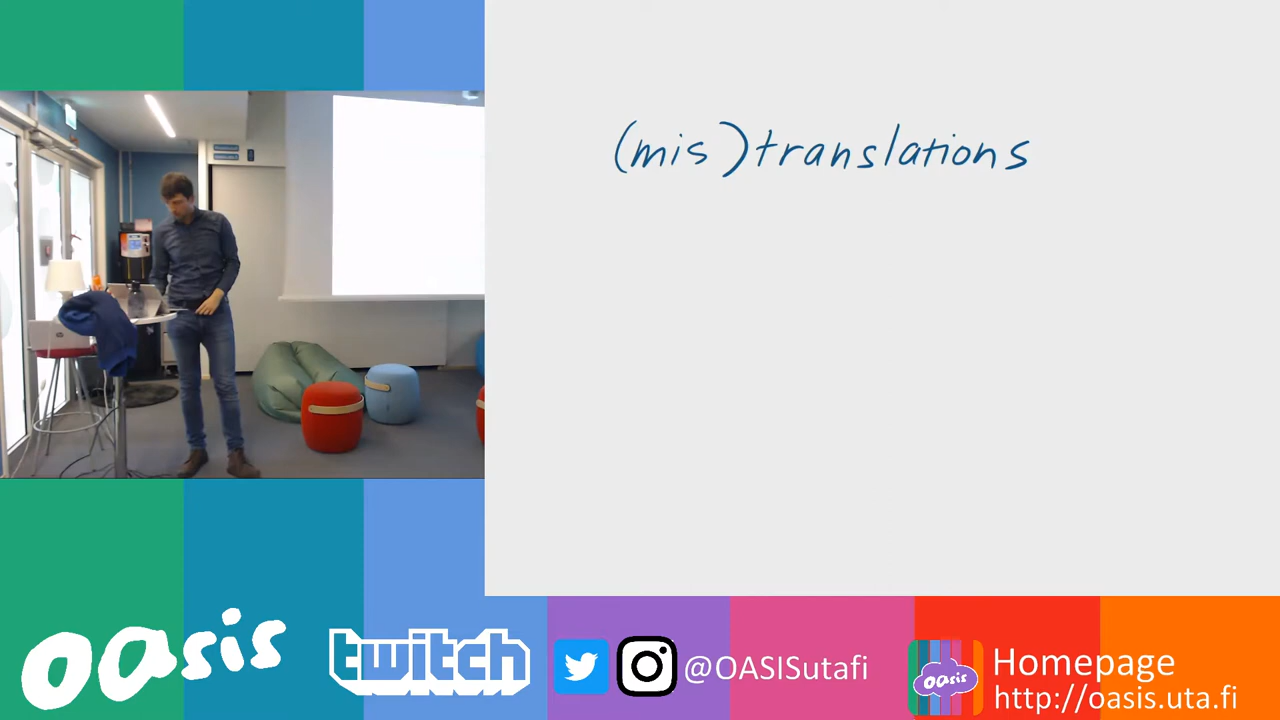 (mis)translations
oasis
twitch
@OASISutafi
oasis
Homepage
http://oasis.uta.fi